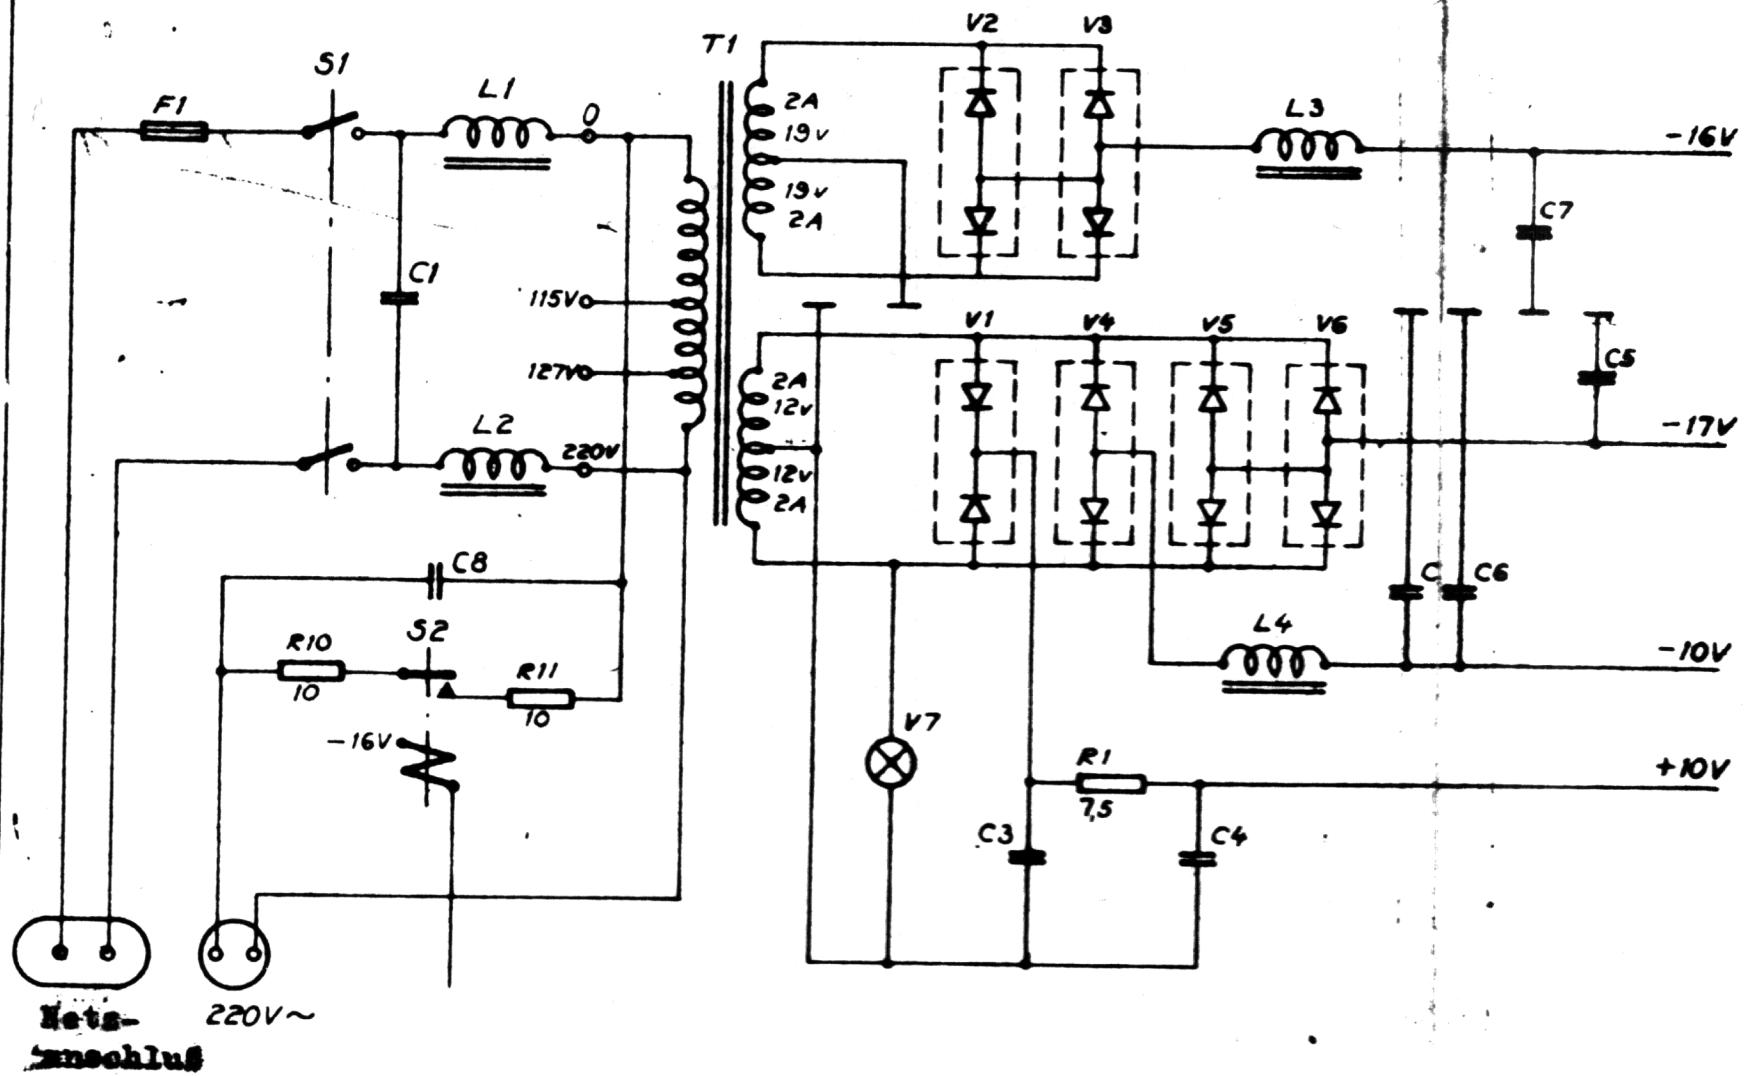 V2
V3
T1
S1
F1
L1
0
2A
19V
19V
2A
L3
-16V
C7
C1
115V
127V
V1
V4
V5
V6
2A
12V
12V
2A
C5
-17V
L2
220V
C8
C
C6
S2
R10
10
R11
10
L4
-10V
-16V
V7
R1
7,5
+10V
C3
C4
220V~
Netz-
anschluß